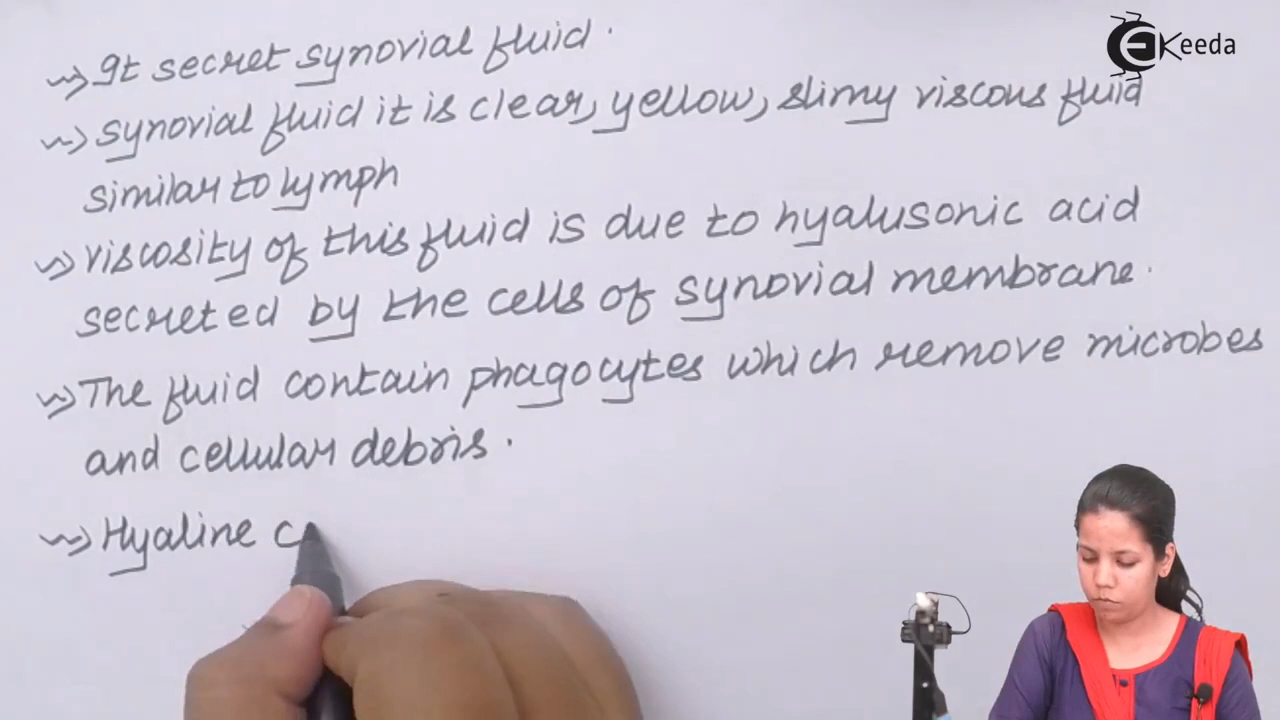 It secret synovial fluid.
synovial fluid it is clear, yellow, slimy viscous fluid
similar to lymph
viscosity of this fluid is due to hyalusonic acid
secreted by the cells of synovial membrane.
The fluid contain phagocytes which remove microbes
and cellular debris.
Hyaline c
EKeeda